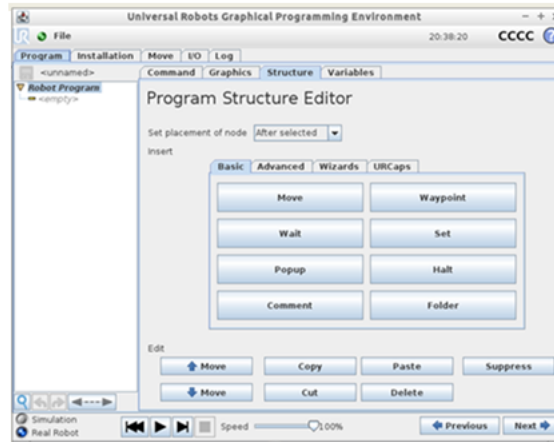 Universal Robots Graphical Programming Environment
File 20:38:20 CCCC ?
Program Installation Move I/O Log
<unnamed> Command Graphics Structure Variables
Robot Program
<empty>
Program Structure Editor
Set placement of node After selected
Insert
Basic Advanced Wizards URCaps
Move Waypoint
Wait Set
Popup Halt
Comment Folder
Edit
Move Copy Paste Suppress
Move Cut Delete
Simulation
Real Robot Speed 100% Previous Next